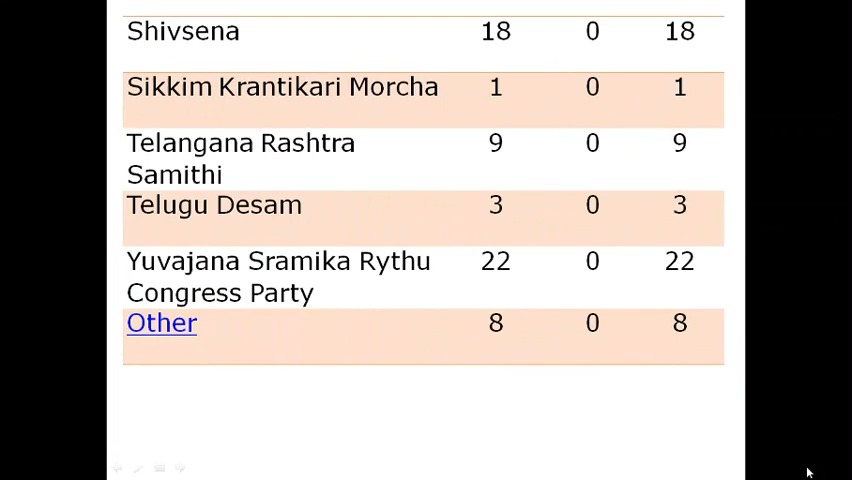 Shivsena 18 0 18
Sikkim Krantikari Morcha 1 0 1
Telangana Rashtra 9 0 9
Samithi
Telugu Desam 3 0 3
Yuvajana Sramika Rythu 22 0 22
Congress Party
Other 8 0 8